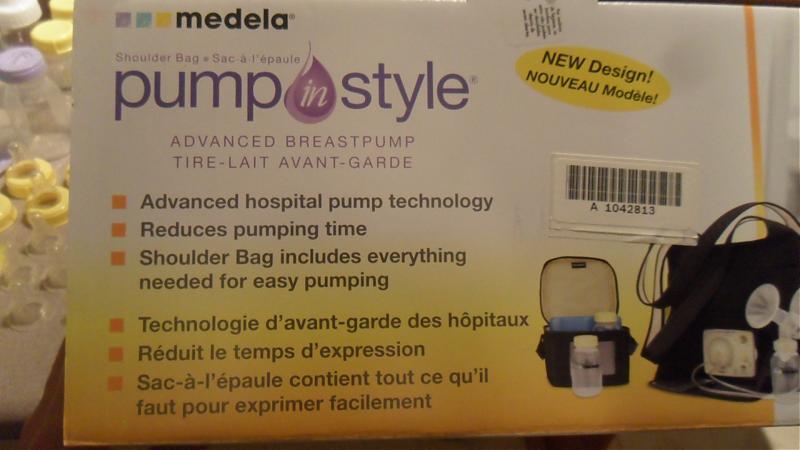 medela®
Shoulder Bag • Sac-à-l'épaule
pump in style®
ADVANCED BREASTPUMP
TIRE-LAIT AVANT-GARDE
NEW Design!
NOUVEAU Modèle!
A 1042813
Advanced hospital pump technology
Reduces pumping time
Shoulder Bag includes everything
needed for easy pumping
Technologie d'avant-garde des hôpitaux
Réduit le temps d'expression
Sac-à-l'épaule contient tout ce qu'il
faut pour exprimer facilement